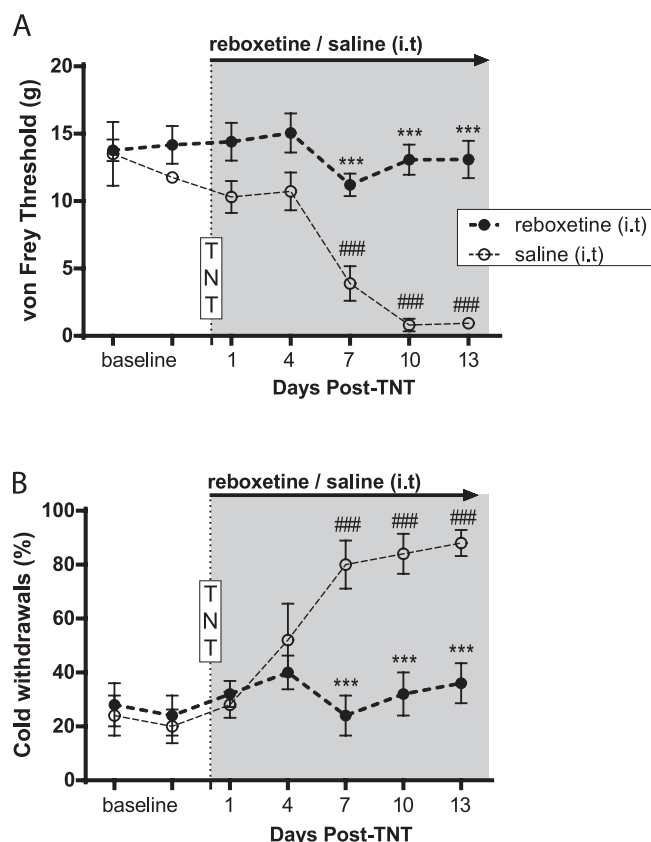 A
reboxetine / saline (i.t)
von Frey Threshold (g)
20
15
10
5
0
TNT
***
***
***
###
###
###
reboxetine (i.t)
saline (i.t)
baseline
1
4
7
10
13
Days Post-TNT
B
reboxetine / saline (i.t)
Cold withdrawals (%)
100
80
60
40
20
0
TNT
###
###
###
***
***
***
baseline
1
4
7
10
13
Days Post-TNT